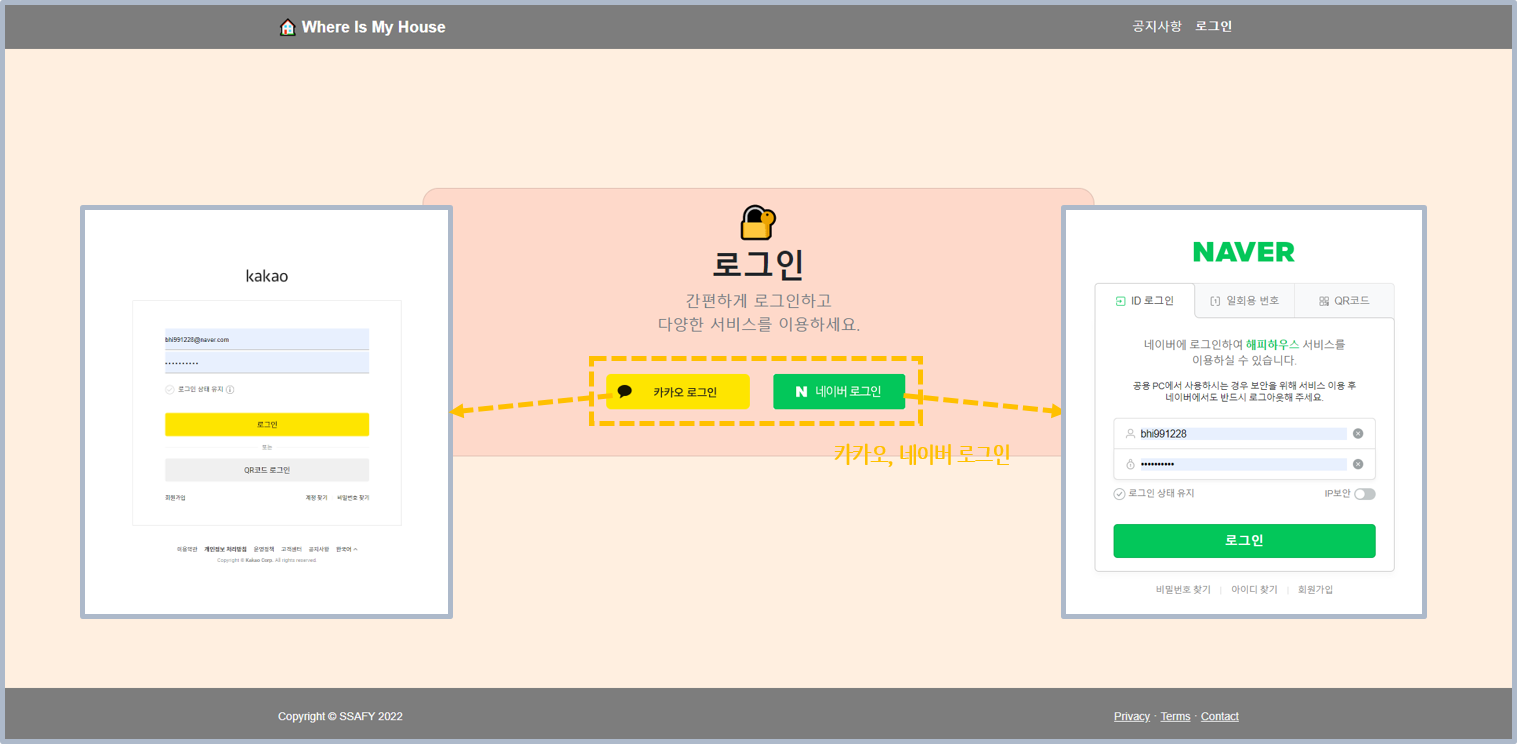 Where Is My House
공지사항 로그인
로그인
간편하게 로그인하고
다양한 서비스를 이용하세요.
카카오 로그인
N 네이버 로그인
카카오, 네이버 로그인
kakao
bhi991228@naver.com
••••••••••
로그인 상태 유지
로그인
또는
QR코드 로그인
회원가입 계정 찾기 비밀번호 찾기
이용약관 개인정보 처리방침 운영정책 고객센터 공지사항 한국어
Copyright © Kakao Corp. All rights reserved.
NAVER
ID 로그인 일회용 번호 QR코드
네이버에 로그인하여 해피하우스 서비스를
이용하실 수 있습니다.
공용 PC에서 사용하시는 경우 보안을 위해 서비스 이용 후
네이버에서도 반드시 로그아웃해 주세요.
bhi991228
••••••••••
로그인 상태 유지 IP보안
로그인
비밀번호 찾기 | 아이디 찾기 | 회원가입
Copyright © SSAFY 2022
Privacy · Terms · Contact